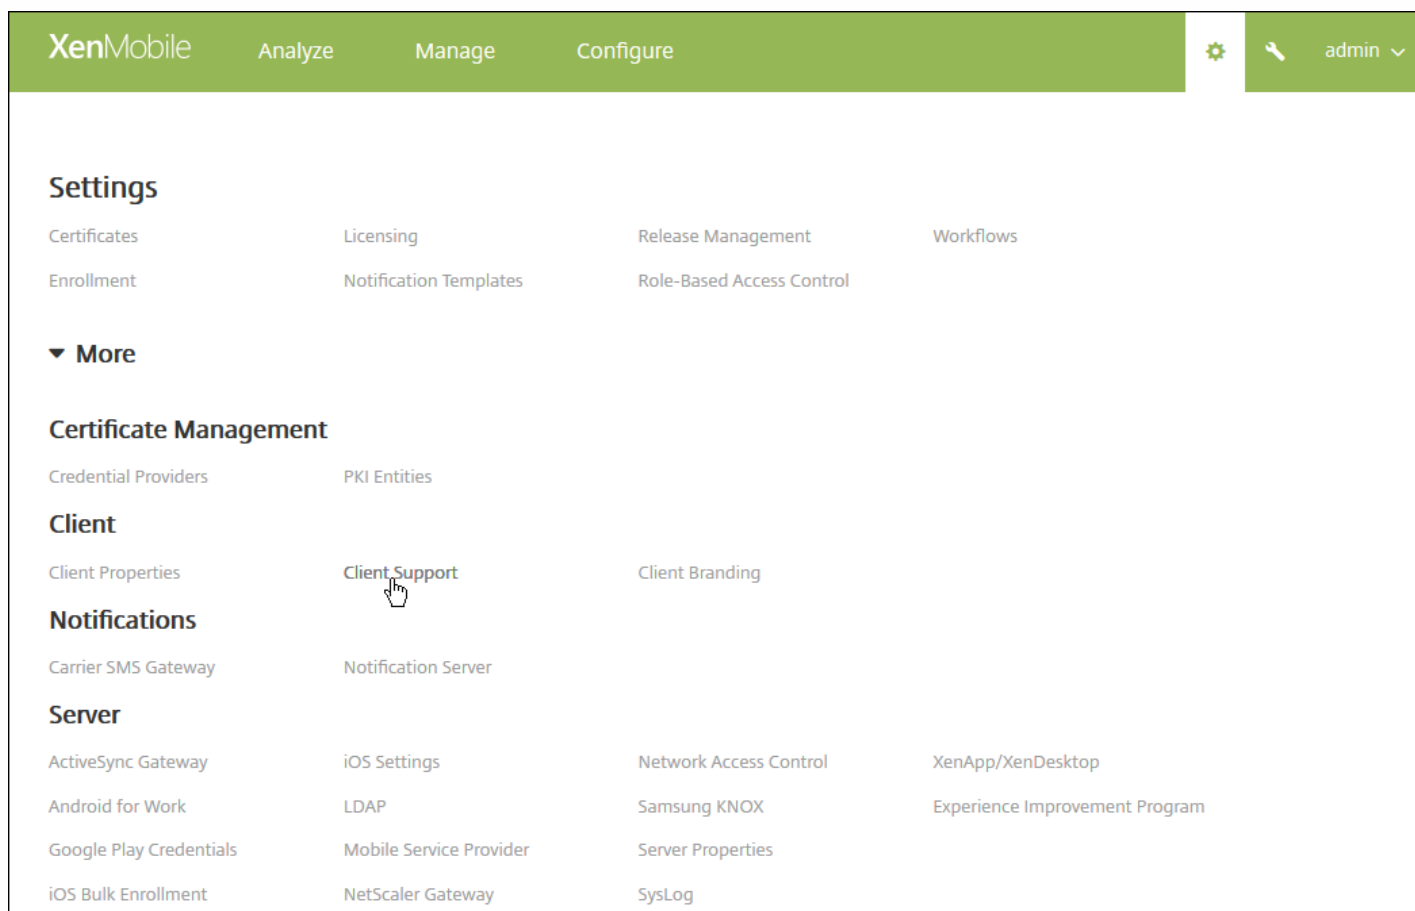 XenMobile Analyze Manage Configure admin
Settings
Certificates Licensing Release Management Workflows
Enrollment Notification Templates Role-Based Access Control
More
Certificate Management
Credential Providers PKI Entities
Client
Client Properties Client Support Client Branding
Notifications
Carrier SMS Gateway Notification Server
Server
ActiveSync Gateway iOS Settings Network Access Control XenApp/XenDesktop
Android for Work LDAP Samsung KNOX Experience Improvement Program
Google Play Credentials Mobile Service Provider Server Properties
iOS Bulk Enrollment NetScaler Gateway SysLog